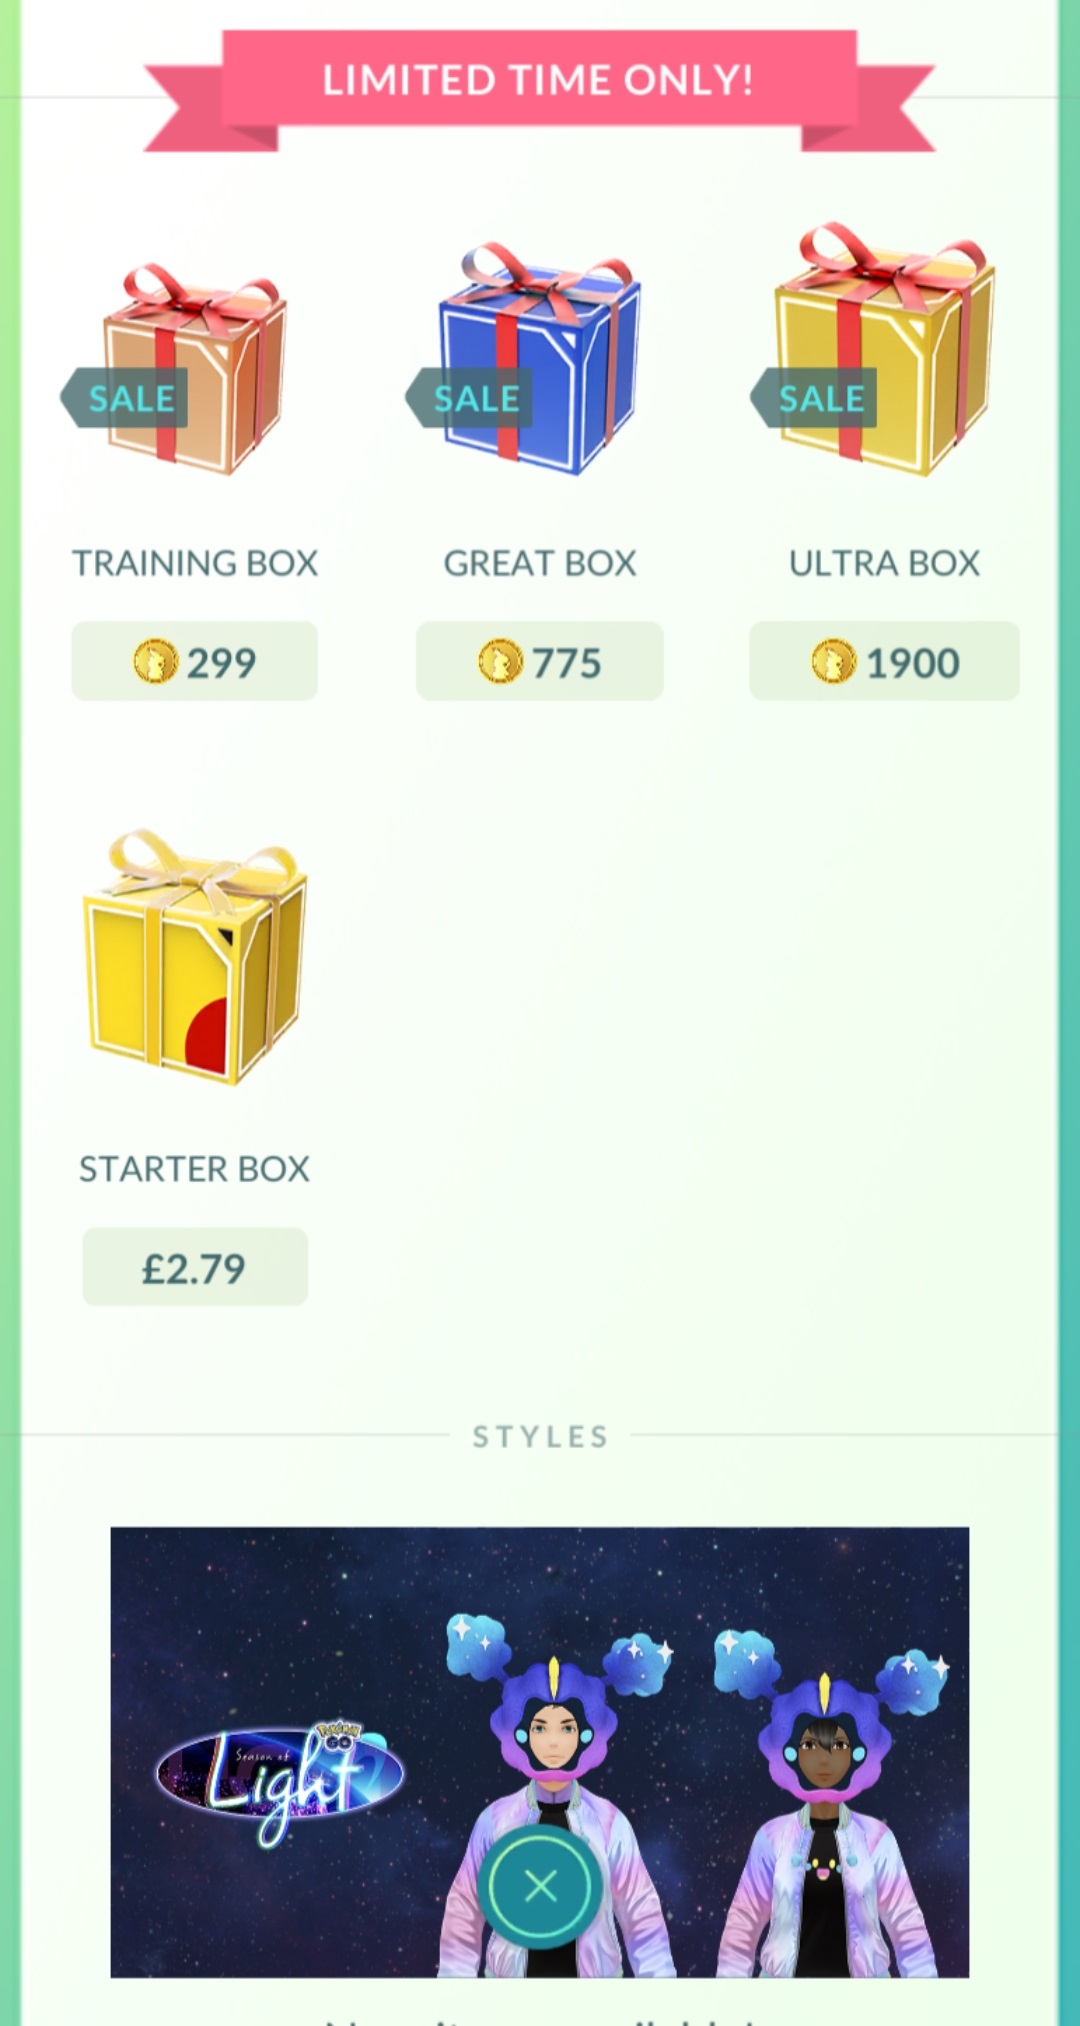 LIMITED TIME ONLY!
SALE
SALE
SALE
TRAINING BOX
GREAT BOX
ULTRA BOX
299
775
1900
STARTER BOX
£2.79
STYLES
Pokémon
GO
Season of
Light